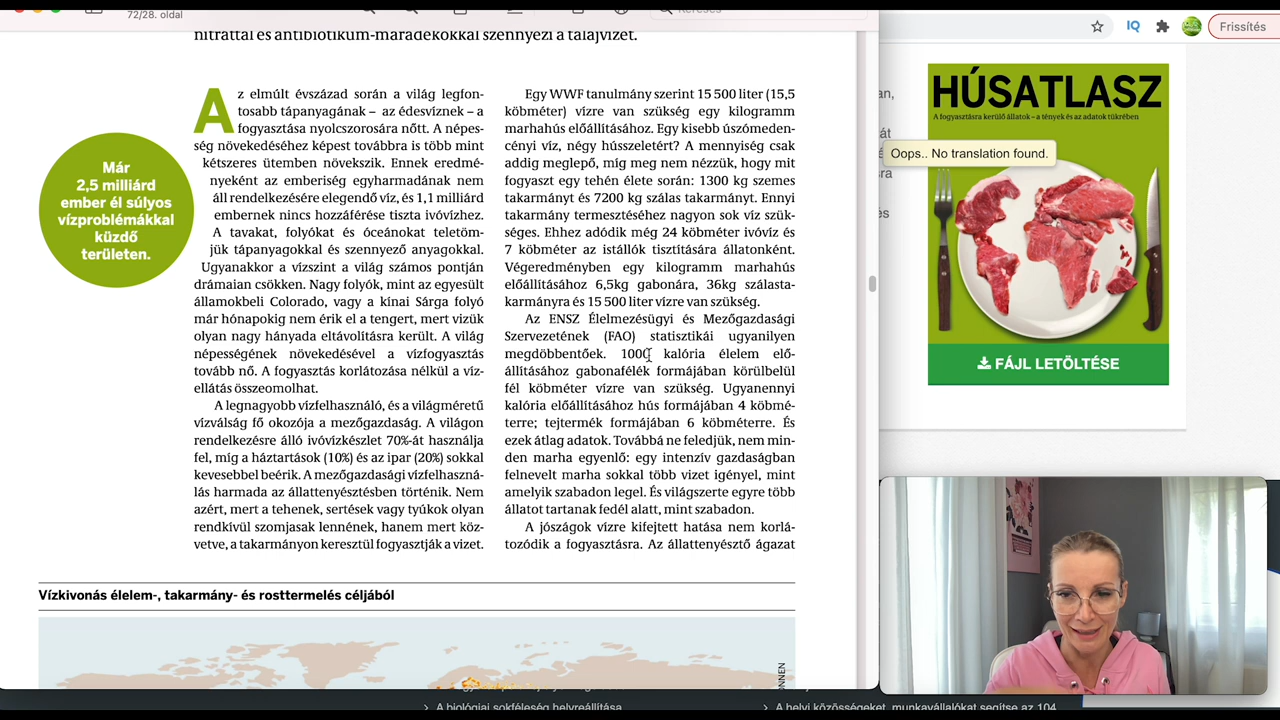 72/28. oldal
Keresés
nitráttal és antibiotikum-maradékokkal szennyezi a talajvizet.
Már
2,5 milliárd
ember él súlyos
vízproblémákkal
küzdő
területen.
Az elmúlt évszázad során a világ legfon-
tosabb tápanyagának – az édesvíznek – a
fogyasztása nyolcszorosára nőtt. A népes-
ség növekedéséhez képest továbbra is több mint
kétszeres ütemben növekszik. Ennek eredmé-
nyeként az emberiség egyharmadának nem
áll rendelkezésére elegendő víz, és 1,1 milliárd
embernek nincs hozzáférése tiszta ivóvízhez.
A tavakat, folyókat és óceánokat teletöm-
jük tápanyagokkal és szennyező anyagokkal.
Ugyanakkor a vízszint a világ számos pontján
drámaian csökken. Nagy folyók, mint az egyesült
államokbeli Colorado, vagy a kínai Sárga folyó
már hónapokig nem érik el a tengert, mert vizük
olyan nagy hányada eltávolításra került. A világ
népességének növekedésével a vízfogyasztás
tovább nő. A fogyasztás korlátozása nélkül a víz-
ellátás összeomolhat.
A legnagyobb vízfelhasználó, és a világméretű
vízválság fő okozója a mezőgazdaság. A világon
rendelkezésre álló ivóvízkészlet 70%-át használja
fel, míg a háztartások (10%) és az ipar (20%) sokkal
kevesebbel beérik. A mezőgazdasági vízfelhaszná-
lás harmada az állattenyésztésben történik. Nem
azért, mert a tehenek, sertések vagy tyúkok olyan
rendkívül szomjasak lennének, hanem mert köz-
vetve, a takarmányon keresztül fogyasztják a vizet.
Egy WWF tanulmány szerint 15 500 liter (15,5
köbméter) vízre van szükség egy kilogramm
marhahús előállításához. Egy kisebb úszómeden-
cényi víz, négy hússzeletért? A mennyiség csak
addig meglepő, míg meg nem nézzük, hogy mit
fogyaszt egy tehén élete során: 1300 kg szemes
takarmányt és 7200 kg szálas takarmányt. Ennyi
takarmány termesztéséhez nagyon sok víz szük-
séges. Ehhez adódik még 24 köbméter ivóvíz és
7 köbméter az istállók tisztítására állatonként.
Végeredményben egy kilogramm marhahús
előállításához 6,5kg gabonára, 36kg szálasta-
karmányra és 15 500 liter vízre van szükség.
Az ENSZ Élelmezésügyi és Mezőgazdasági
Szervezetének (FAO) statisztikái ugyanilyen
megdöbbentőek. 1000 kalória élelem elő-
állításához gabonafélék formájában körülbelül
fél köbméter vízre van szükség. Ugyanennyi
kalória előállításához hús formájában 4 köbmé-
terre; tejtermék formájában 6 köbméterre. És
ezek átlag adatok. Továbbá ne feledjük, nem min-
den marha egyenlő: egy intenzív gazdaságban
felnevelt marha sokkal több vizet igényel, mint
amelyik szabadon legel. És világszerte egyre több
állatot tartanak fedél alatt, mint szabadon.
A jószágok vízre kifejtett hatása nem korlá-
tozódik a fogyasztásra. Az állattenyésztő ágazat
Vízkivonás élelem-, takarmány- és rosttermelés céljából
IQ
Frissítés
HÚSATLASZ
A fogyasztásra kerülő állatok – a tények és az adatok tükrében
Oops.. No translation found.
FÁJL LETÖLTÉSE
A biológiai sokféleség helyreállítása
A helyi közösségeket, munkavállalókat segítse az 104